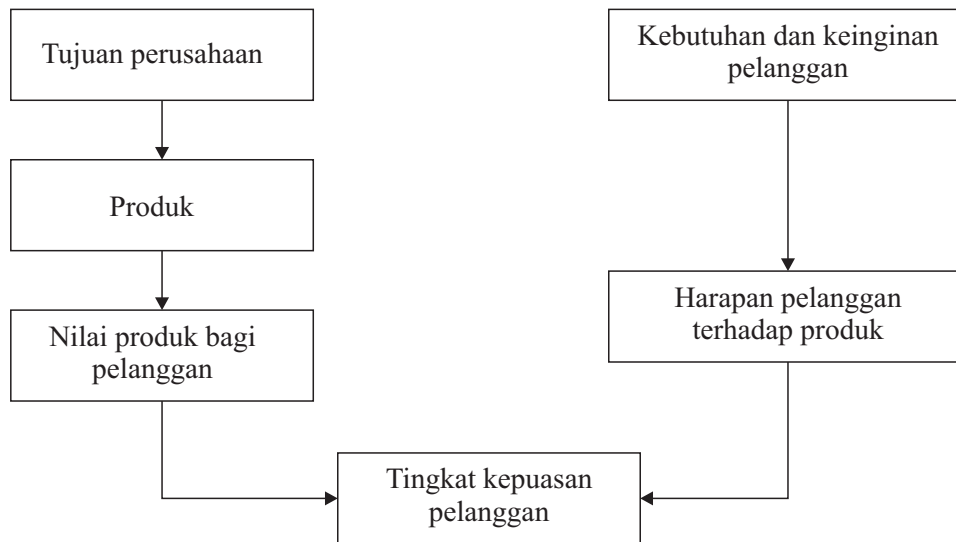 Tujuan perusahaan
Kebutuhan dan keinginan
pelanggan
Produk
Harapan pelanggan
terhadap produk
Nilai produk bagi
pelanggan
Tingkat kepuasan
pelanggan